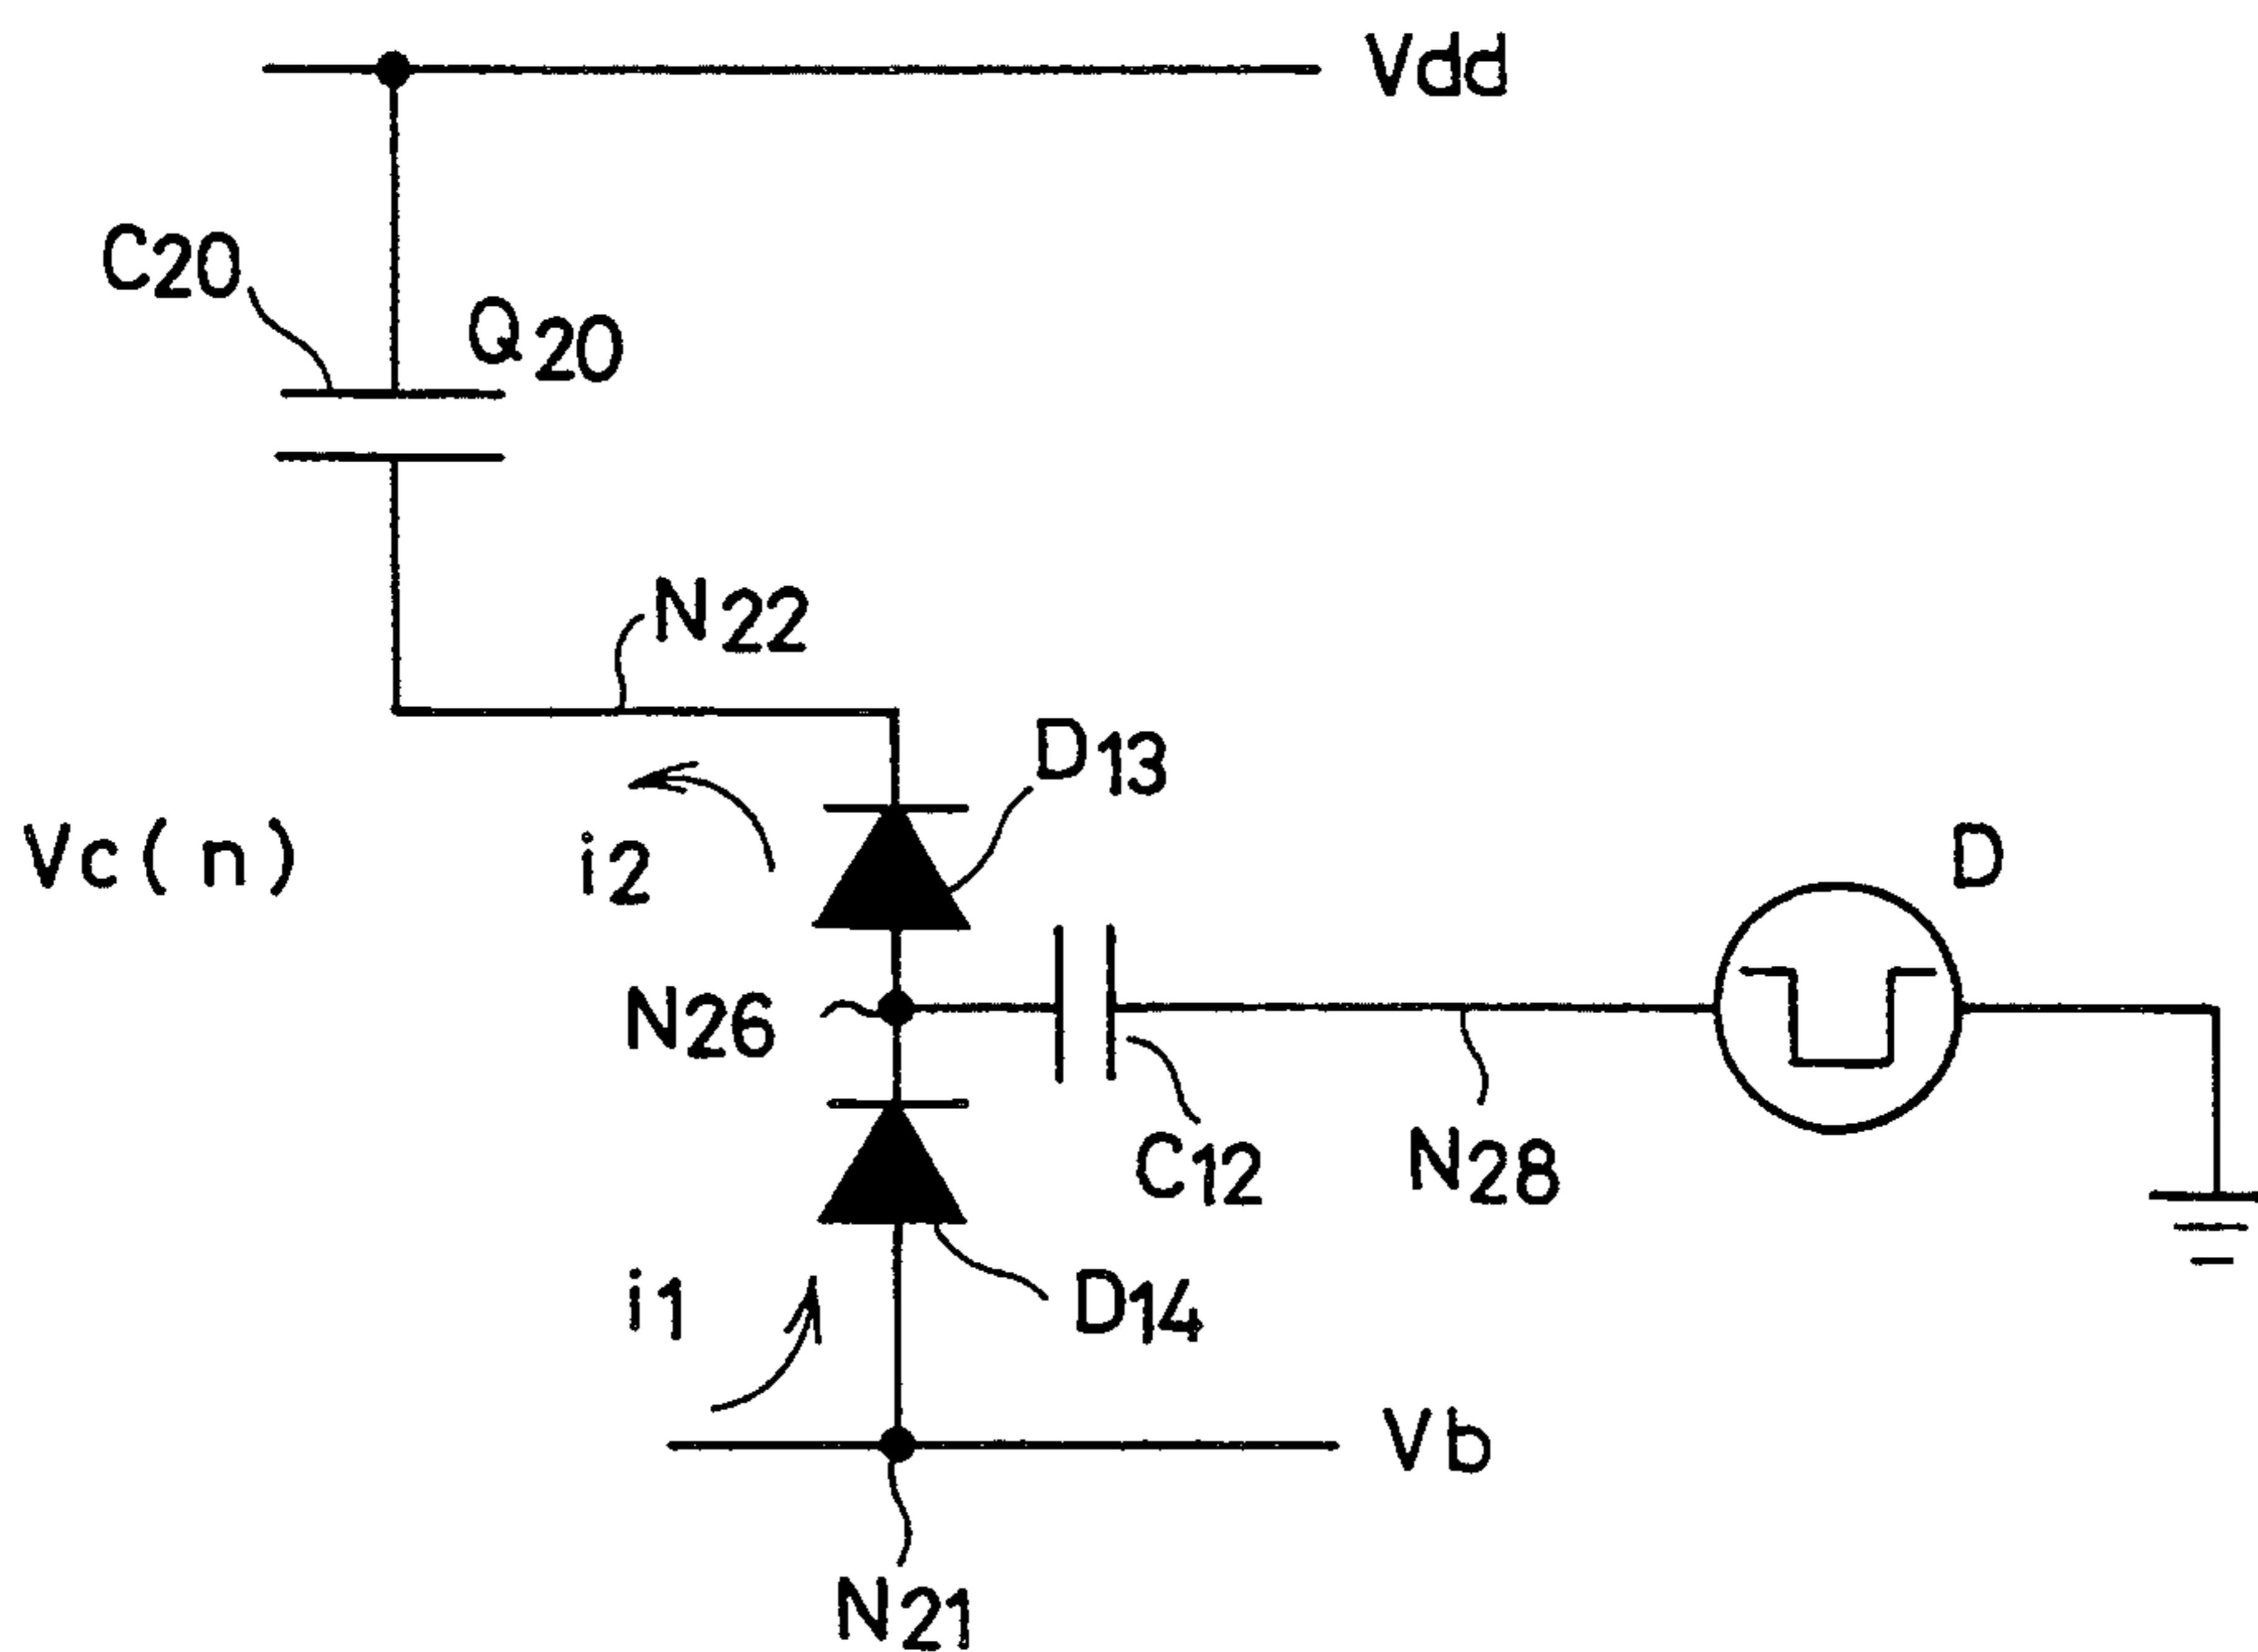 Vdd
C20
Q20
N22
D13
Vc(n)
i2
D
N26
C12
N28
i1
D14
Vb
N21